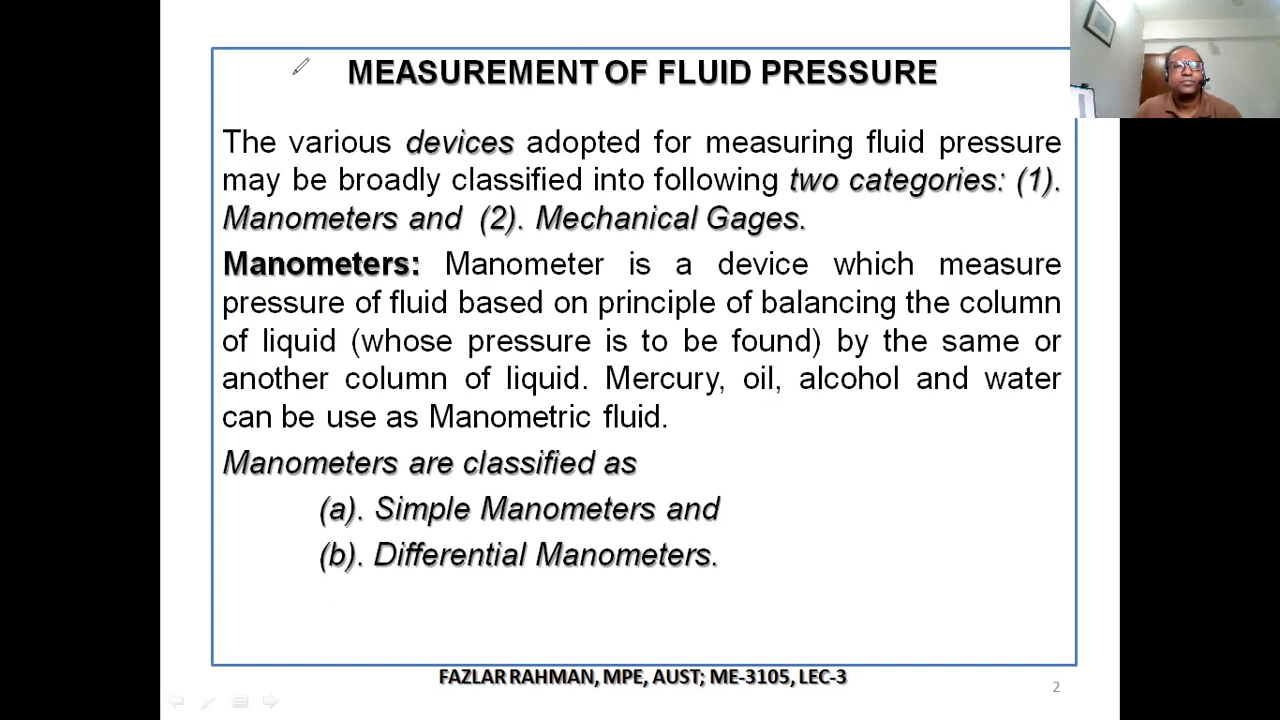 MEASUREMENT OF FLUID PRESSURE
The various devices adopted for measuring fluid pressure
may be broadly classified into following two categories: (1).
Manometers and (2). Mechanical Gages.
Manometers: Manometer is a device which measure
pressure of fluid based on principle of balancing the column
of liquid (whose pressure is to be found) by the same or
another column of liquid. Mercury, oil, alcohol and water
can be use as Manometric fluid.
Manometers are classified as
(a). Simple Manometers and
(b). Differential Manometers.
FAZLAR RAHMAN, MPE, AUST; ME-3105, LEC-3
2